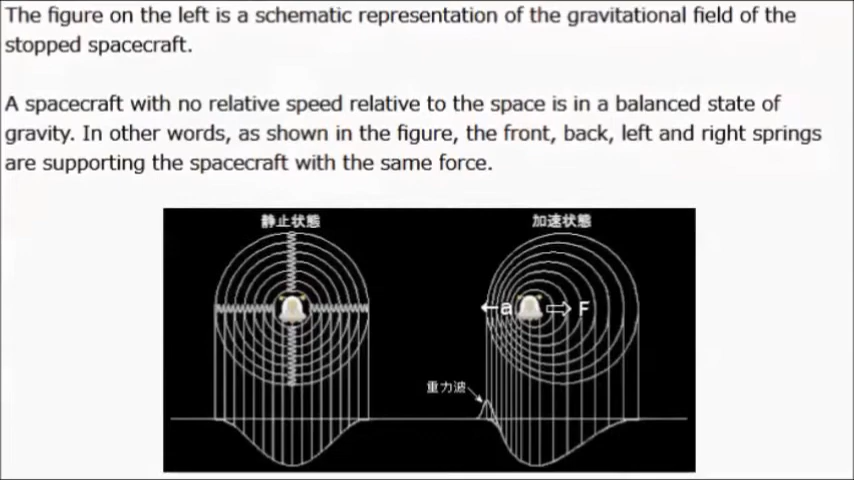 The figure on the left is a schematic representation of the gravitational field of the
stopped spacecraft.
A spacecraft with no relative speed relative to the space is in a balanced state of
gravity. In other words, as shown in the figure, the front, back, left and right springs
are supporting the spacecraft with the same force.
静止状態
加速状態
a
F
重力波